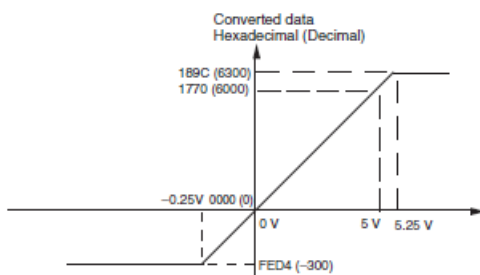 Converted data
Hexadecimal (Decimal)
189C (6300)
1770 (6000)
−0.25V 0000 (0)
0 V
5 V
5.25 V
FED4 (−300)